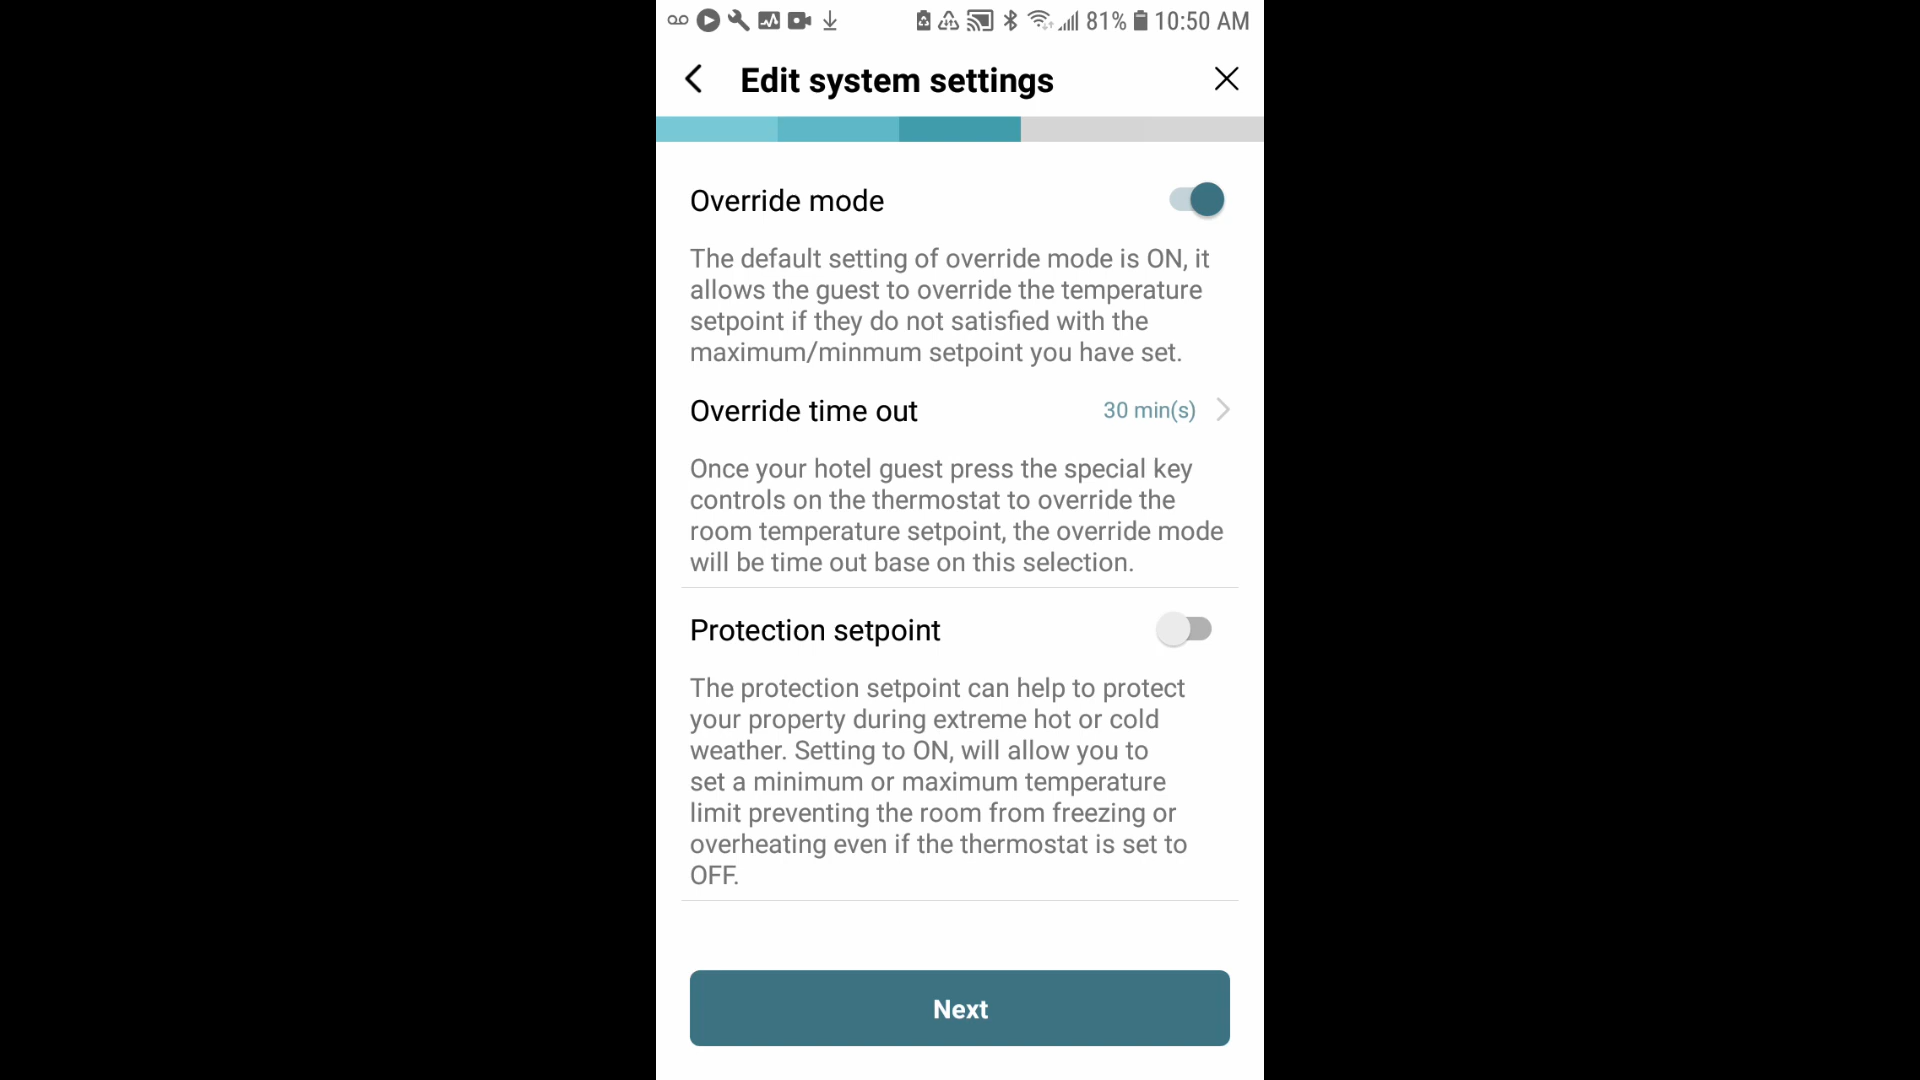 81% 10:50 AM
Edit system settings
Override mode
The default setting of override mode is ON, it
allows the guest to override the temperature
setpoint if they do not satisfied with the
maximum/minmum setpoint you have set.
Override time out 30 min(s)
Once your hotel guest press the special key
controls on the thermostat to override the
room temperature setpoint, the override mode
will be time out base on this selection.
Protection setpoint
The protection setpoint can help to protect
your property during extreme hot or cold
weather. Setting to ON, will allow you to
set a minimum or maximum temperature
limit preventing the room from freezing or
overheating even if the thermostat is set to
OFF.
Next